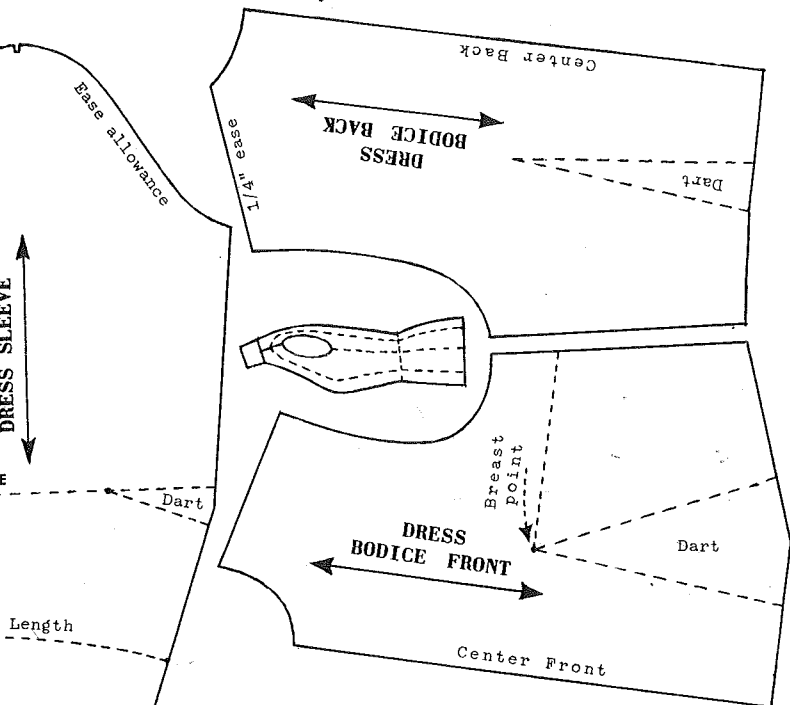 Ease allowance
DRESS SLEEVE
E
Dart
Length
Center Back
1/4" ease
DRESS
BODICE BACK
Dart
Breast
point
DRESS
BODICE FRONT
Dart
Center Front